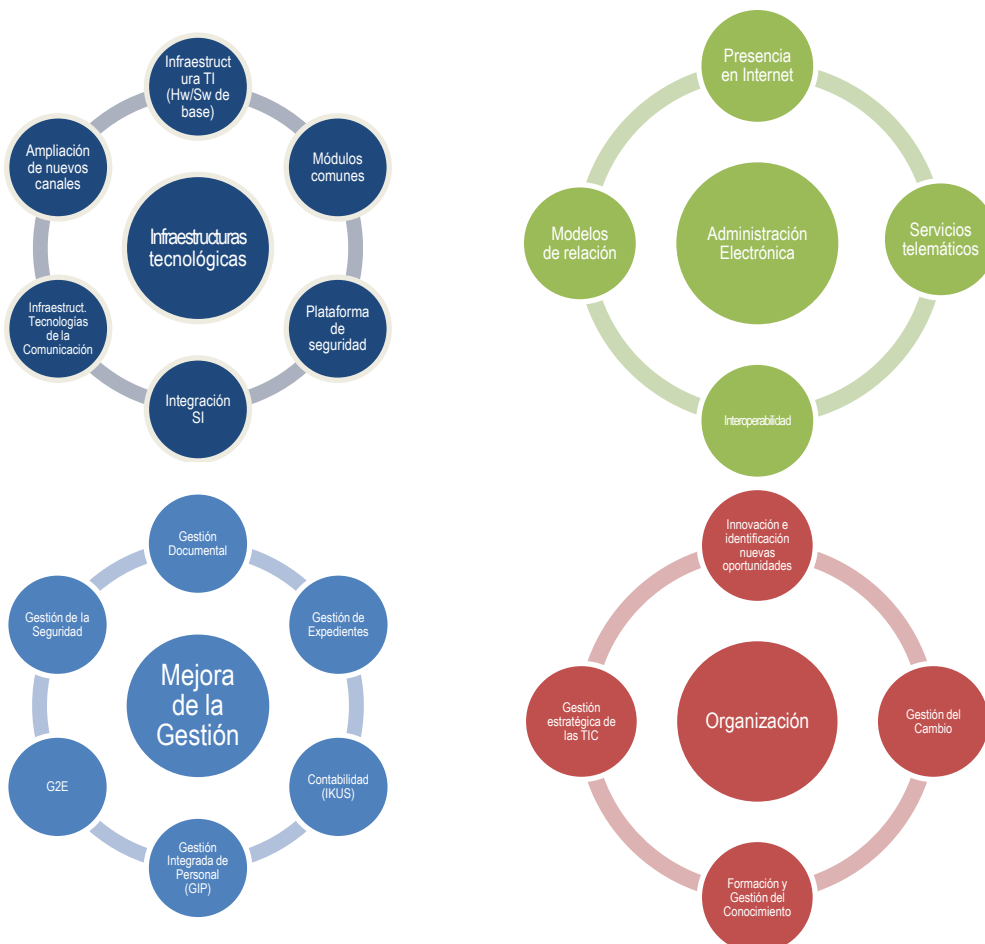 Infraestruct
ura TI
(Hw/Sw de
base)
Módulos
comunes
Plataforma
de
seguridad
Integración
SI
Infraestruct.
Tecnologías
de la
Comunicación
Ampliación
de nuevos
canales
Infraestructuras
tecnológicas
Presencia
en Internet
Servicios
telemáticos
Interoperabilidad
Modelos
de relación
Administración
Electrónica
Gestión
Documental
Gestión de
Expedientes
Contabilidad
(IKUS)
Gestión
Integrada de
Personal
(GIP)
G2E
Gestión de la
Seguridad
Mejora
de la
Gestión
Innovación e
identificación
nuevas
oportunidades
Gestión del
Cambio
Formación y
Gestión del
Conocimiento
Gestión
estratégica de
las TIC
Organización